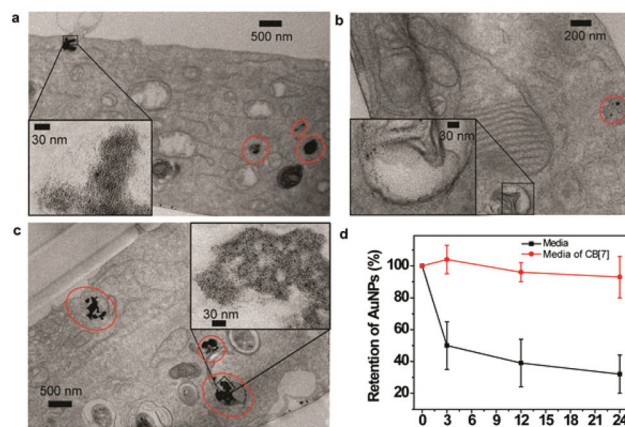 a
500 nm
30 nm
b
200 nm
30 nm
c
30 nm
500 nm
d
Retention of AuNPs (%)
100
80
60
40
20
Media
Media of CB[7]
0 3 6 9 12 15 18 21 24